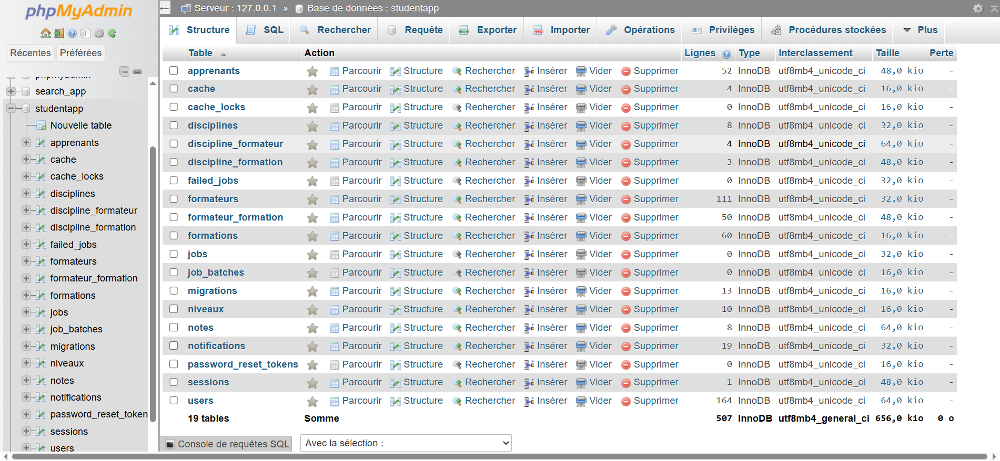 phpMyAdmin
Récentes Préférées
phpmyadmin
search_app
studentapp
Nouvelle table
apprenants
cache
cache_locks
disciplines
discipline_formateur
discipline_formation
failed_jobs
formateurs
formateur_formation
formations
jobs
job_batches
migrations
niveaux
notes
notifications
password_reset_token
sessions
users
Serveur : 127.0.0.1 » Base de données : studentapp
Structure SQL Rechercher Requête Exporter Importer Opérations Privilèges Procédures stockées Plus
Table Action Lignes Type Interclassement Taille Perte
apprenants Parcourir Structure Rechercher Insérer Vider Supprimer 52 InnoDB utf8mb4_unicode_ci 48,0 kio -
cache Parcourir Structure Rechercher Insérer Vider Supprimer 4 InnoDB utf8mb4_unicode_ci 16,0 kio -
cache_locks Parcourir Structure Rechercher Insérer Vider Supprimer 0 InnoDB utf8mb4_unicode_ci 16,0 kio -
disciplines Parcourir Structure Rechercher Insérer Vider Supprimer 8 InnoDB utf8mb4_unicode_ci 32,0 kio -
discipline_formateur Parcourir Structure Rechercher Insérer Vider Supprimer 4 InnoDB utf8mb4_unicode_ci 64,0 kio -
discipline_formation Parcourir Structure Rechercher Insérer Vider Supprimer 3 InnoDB utf8mb4_unicode_ci 48,0 kio -
failed_jobs Parcourir Structure Rechercher Insérer Vider Supprimer 0 InnoDB utf8mb4_unicode_ci 32,0 kio -
formateurs Parcourir Structure Rechercher Insérer Vider Supprimer 111 InnoDB utf8mb4_unicode_ci 32,0 kio -
formateur_formation Parcourir Structure Rechercher Insérer Vider Supprimer 50 InnoDB utf8mb4_unicode_ci 48,0 kio -
formations Parcourir Structure Rechercher Insérer Vider Supprimer 60 InnoDB utf8mb4_unicode_ci 16,0 kio -
jobs Parcourir Structure Rechercher Insérer Vider Supprimer 0 InnoDB utf8mb4_unicode_ci 32,0 kio -
job_batches Parcourir Structure Rechercher Insérer Vider Supprimer 0 InnoDB utf8mb4_unicode_ci 16,0 kio -
migrations Parcourir Structure Rechercher Insérer Vider Supprimer 13 InnoDB utf8mb4_unicode_ci 16,0 kio -
niveaux Parcourir Structure Rechercher Insérer Vider Supprimer 10 InnoDB utf8mb4_unicode_ci 16,0 kio -
notes Parcourir Structure Rechercher Insérer Vider Supprimer 8 InnoDB utf8mb4_unicode_ci 64,0 kio -
notifications Parcourir Structure Rechercher Insérer Vider Supprimer 19 InnoDB utf8mb4_unicode_ci 32,0 kio -
password_reset_tokens Parcourir Structure Rechercher Insérer Vider Supprimer 0 InnoDB utf8mb4_unicode_ci 16,0 kio -
sessions Parcourir Structure Rechercher Insérer Vider Supprimer 1 InnoDB utf8mb4_unicode_ci 48,0 kio -
users Parcourir Structure Rechercher Insérer Vider Supprimer 164 InnoDB utf8mb4_unicode_ci 64,0 kio -
19 tables Somme 507 InnoDB utf8mb4_general_ci 656,0 kio 0 o
Console de requêtes SQL Avec la sélection :